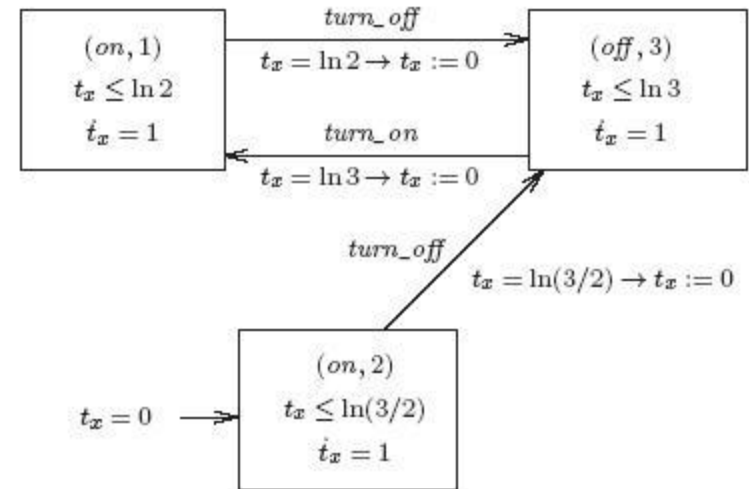 turn_off
(on, 1)
t_x ≤ ln 2
ṫ_x = 1
t_x = ln 2 → t_x := 0
(off, 3)
t_x ≤ ln 3
ṫ_x = 1
turn_on
t_x = ln 3 → t_x := 0
turn_off
t_x = ln(3/2) → t_x := 0
t_x = 0
(on, 2)
t_x ≤ ln(3/2)
ṫ_x = 1